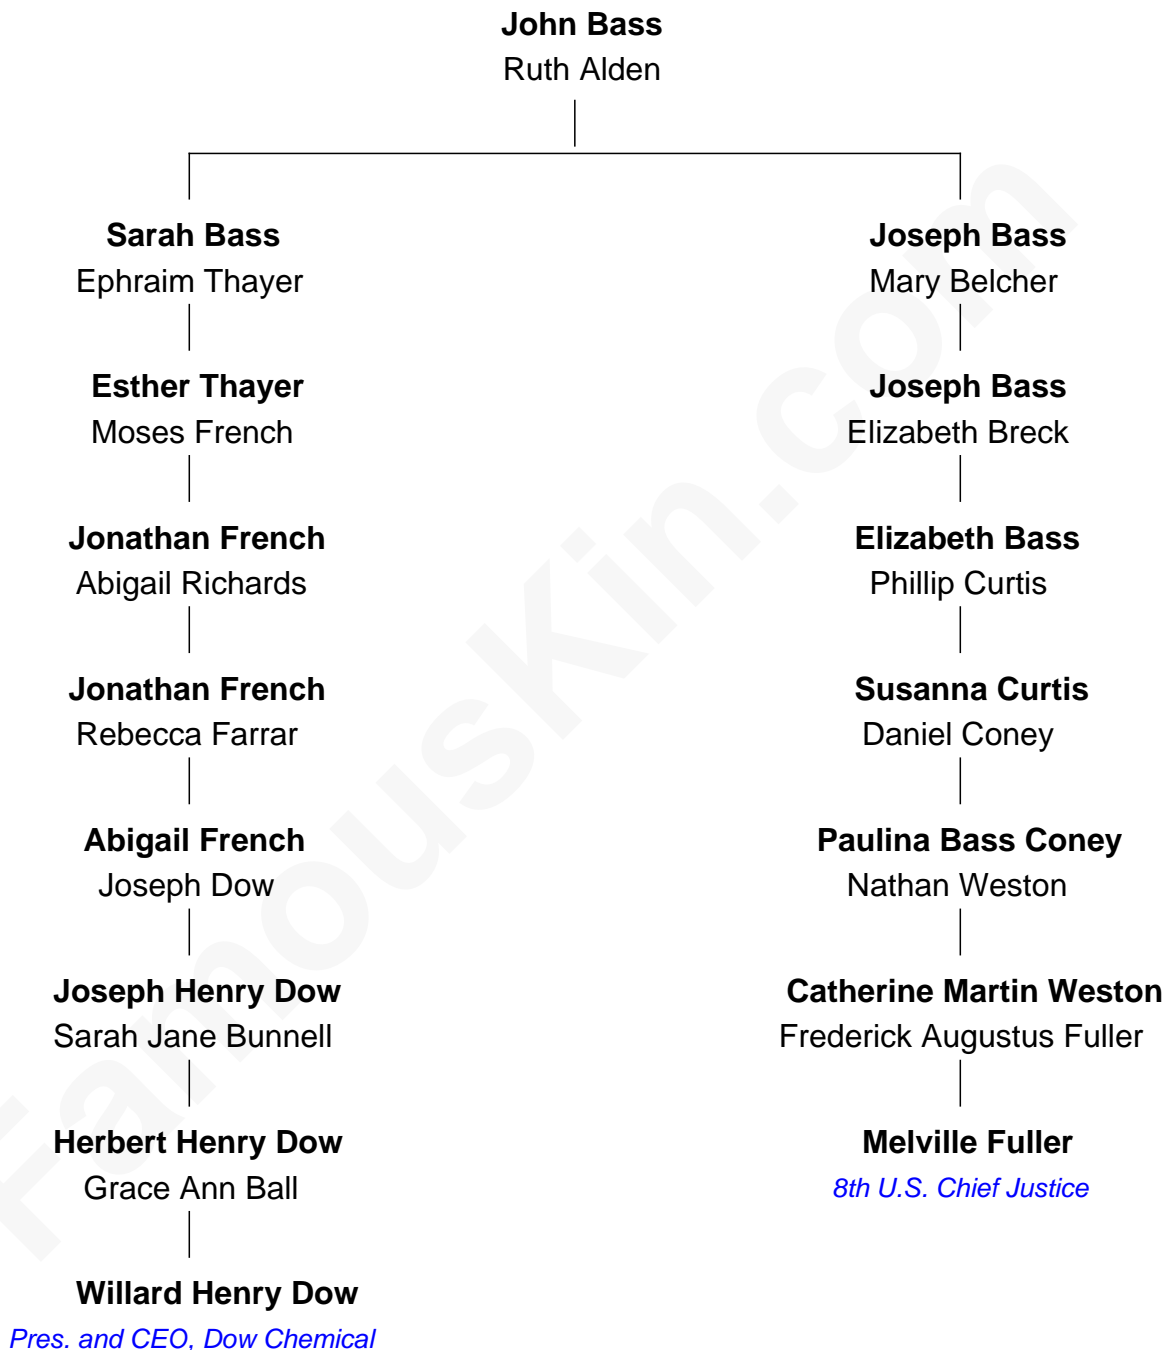 John Bass
Ruth Alden
Sarah Bass
Ephraim Thayer
Joseph Bass
Mary Belcher
Esther Thayer
Moses French
Joseph Bass
Elizabeth Breck
Jonathan French
Abigail Richards
Elizabeth Bass
Phillip Curtis
Jonathan French
Rebecca Farrar
Susanna Curtis
Daniel Coney
Abigail French
Joseph Dow
Paulina Bass Coney
Nathan Weston
Joseph Henry Dow
Sarah Jane Bunnell
Catherine Martin Weston
Frederick Augustus Fuller
Herbert Henry Dow
Grace Ann Ball
Melville Fuller
8th U.S. Chief Justice
Willard Henry Dow
Pres. and CEO, Dow Chemical
FamousKin.com